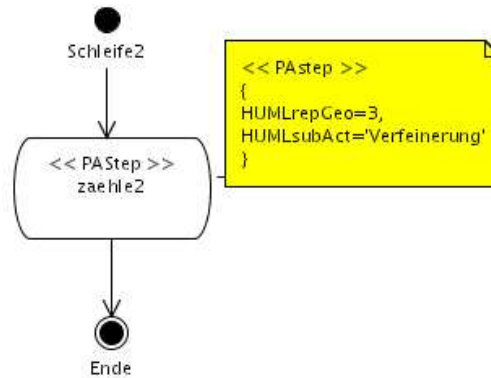 Schleife2
<< PAstep >>
{
HUMLrepGeo=3,
HUMLsubAct='Verfeinerung'
}
<< PAStep >>
zaehle2
Ende